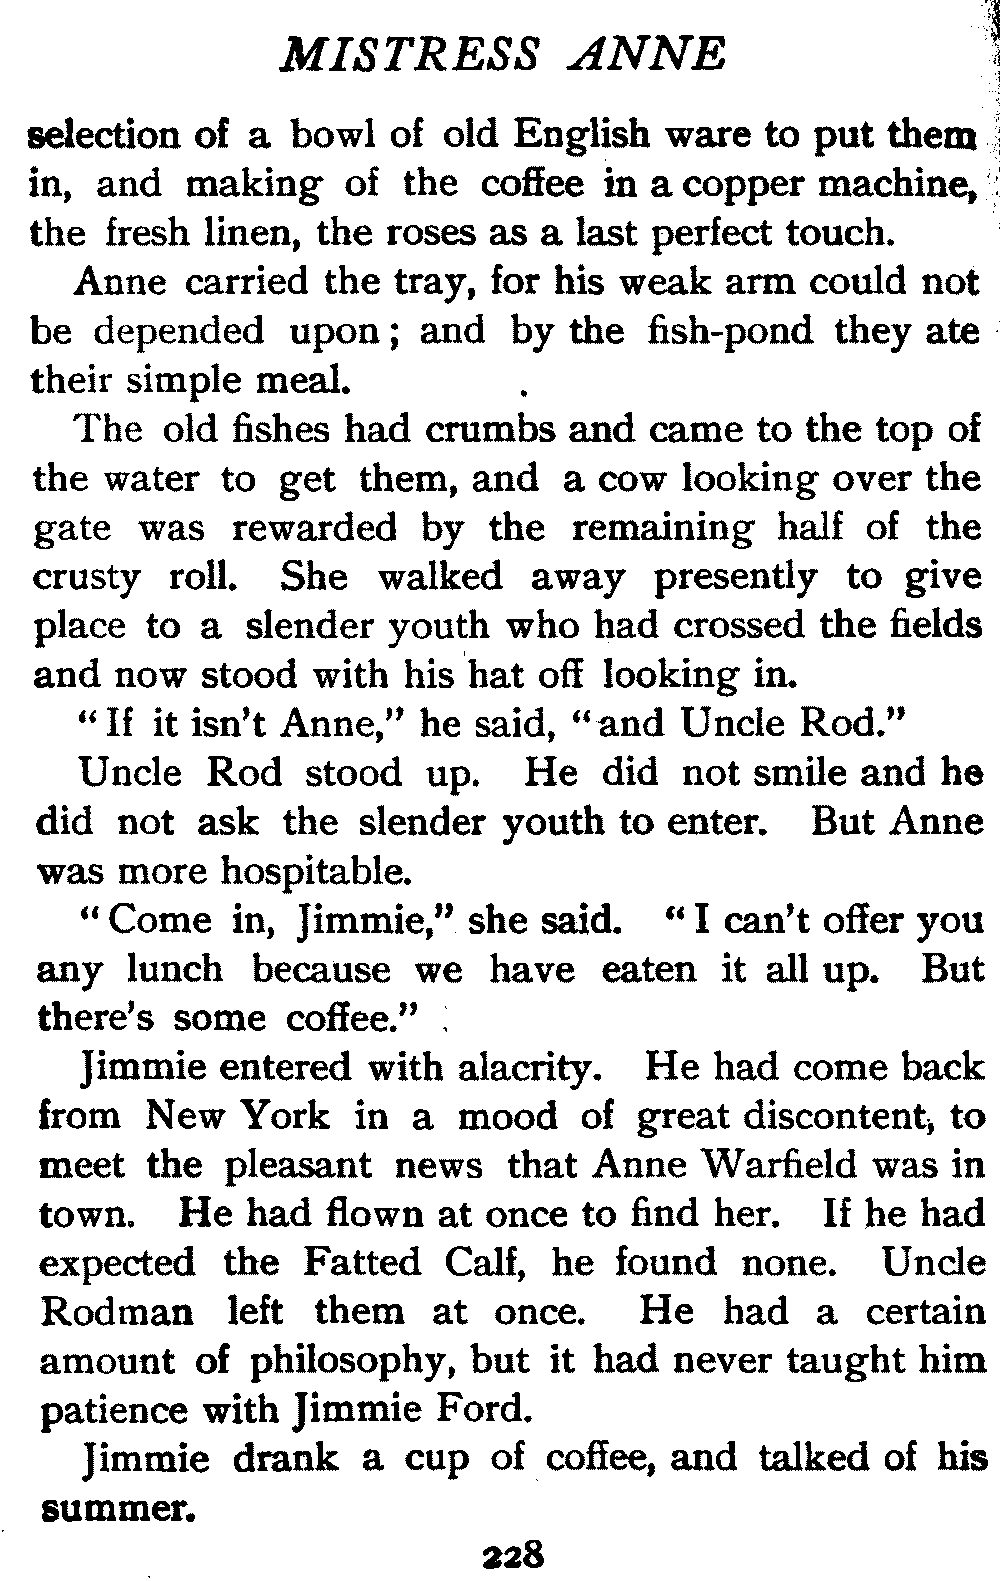 MISTRESS ANNE
selection of a bowl of old English ware to put them
in, and making of the coffee in a copper machine,
the fresh linen, the roses as a last perfect touch.
Anne carried the tray, for his weak arm could not
be depended upon; and by the fish-pond they ate
their simple meal.
The old fishes had crumbs and came to the top of
the water to get them, and a cow looking over the
gate was rewarded by the remaining half of the
crusty roll. She walked away presently to give
place to a slender youth who had crossed the fields
and now stood with his hat off looking in.
"If it isn't Anne," he said, "and Uncle Rod."
Uncle Rod stood up. He did not smile and he
did not ask the slender youth to enter. But Anne
was more hospitable.
"Come in, Jimmie," she said. "I can't offer you
any lunch because we have eaten it all up. But
there's some coffee."
Jimmie entered with alacrity. He had come back
from New York in a mood of great discontent, to
meet the pleasant news that Anne Warfield was in
town. He had flown at once to find her. If he had
expected the Fatted Calf, he found none. Uncle
Rodman left them at once. He had a certain
amount of philosophy, but it had never taught him
patience with Jimmie Ford.
Jimmie drank a cup of coffee, and talked of his
summer.
228